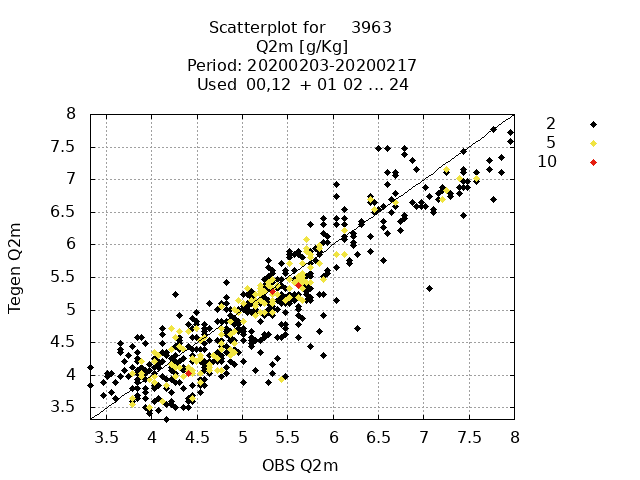 Scatterplot for 3963
Q2m [g/Kg]
Period: 20200203-20200217
Used 00,12 + 01 02 ... 24
2
5
10
8
7.5
7
6.5
6
5.5
5
4.5
4
3.5
Tegen Q2m
3.5 4 4.5 5 5.5 6 6.5 7 7.5 8
OBS Q2m